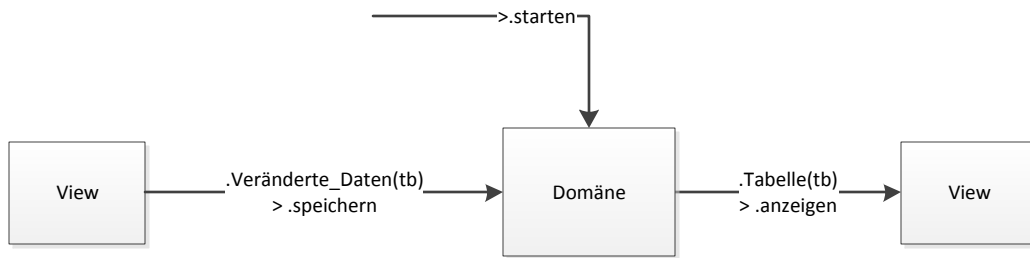 >.starten
View
.Veränderte_Daten(tb)
> .speichern
Domäne
.Tabelle(tb)
> .anzeigen
View